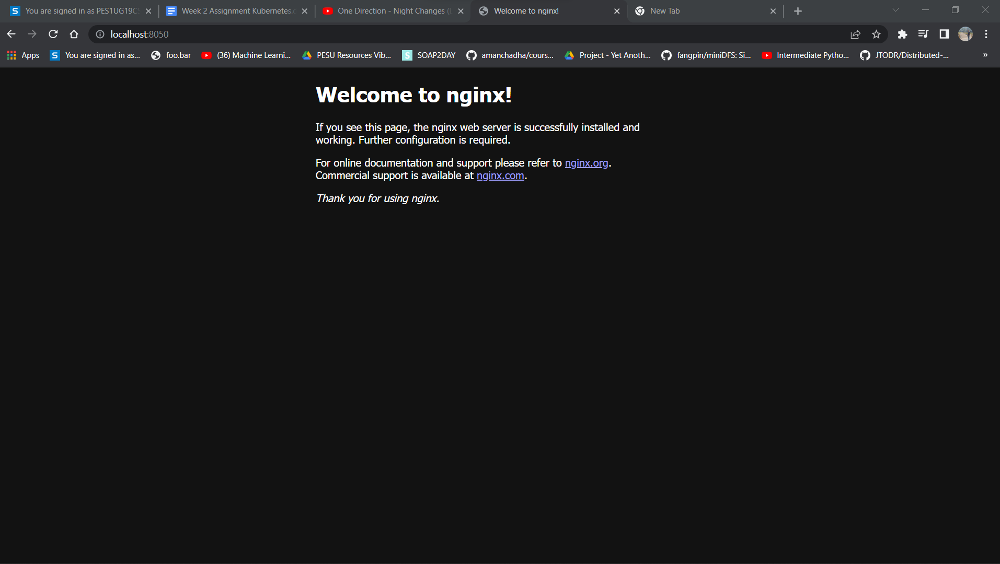 You are signed in as PES1UG19CS
Week 2 Assignment Kubernetes.d
One Direction - Night Changes (
Welcome to nginx!
New Tab
localhost:8050
Apps
You are signed in as...
foo.bar
(36) Machine Learni...
PESU Resources Vib...
SOAP2DAY
amanchadha/cours...
Project - Yet Anoth...
fangpin/miniDFS: Si...
Intermediate Pytho...
JTODR/Distributed-...
»
Welcome to nginx!
If you see this page, the nginx web server is successfully installed and
working. Further configuration is required.
For online documentation and support please refer to nginx.org.
Commercial support is available at nginx.com.
Thank you for using nginx.